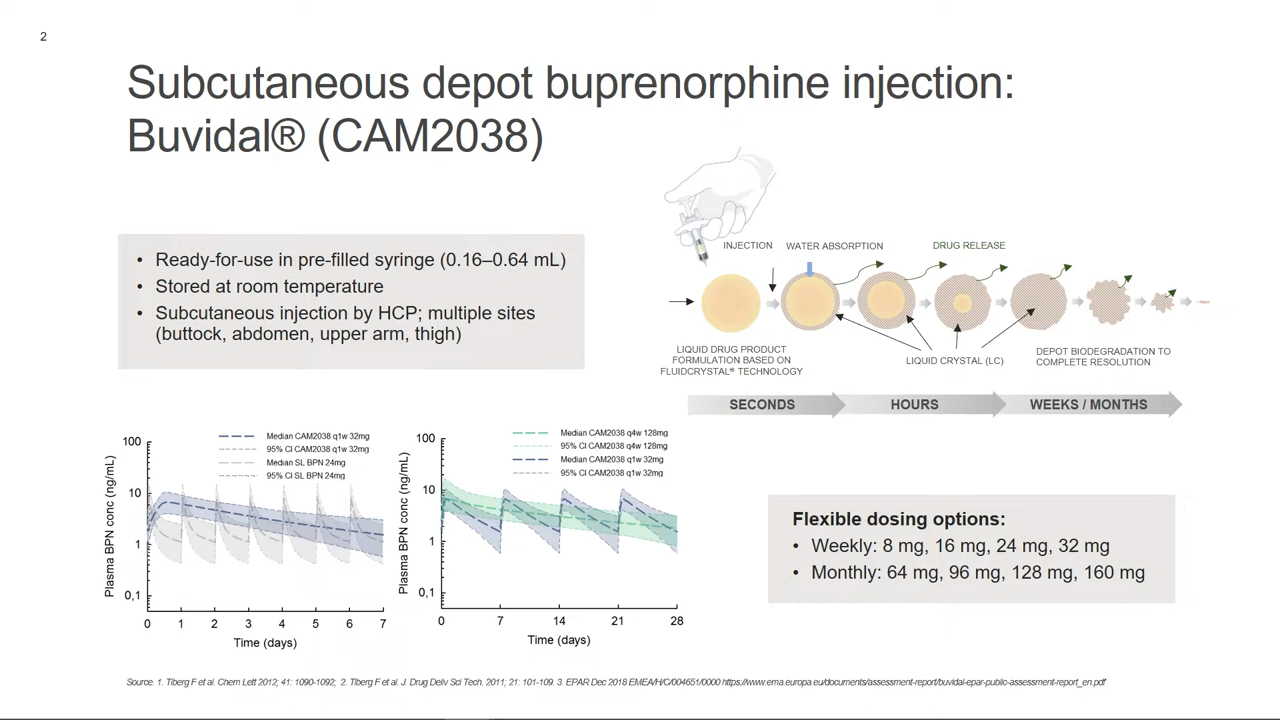 2
Subcutaneous depot buprenorphine injection:
Buvidal® (CAM2038)
• Ready-for-use in pre-filled syringe (0.16–0.64 mL)
• Stored at room temperature
• Subcutaneous injection by HCP; multiple sites
(buttock, abdomen, upper arm, thigh)
INJECTION
WATER ABSORPTION
DRUG RELEASE
LIQUID DRUG PRODUCT
FORMULATION BASED ON
FLUIDCRYSTAL® TECHNOLOGY
LIQUID CRYSTAL (LC)
DEPOT BIODEGRADATION TO
COMPLETE RESOLUTION
SECONDS
HOURS
WEEKS / MONTHS
Median CAM2038 q1w 32mg
95% CI CAM2038 q1w 32mg
Median SL BPN 24mg
95% CI SL BPN 24mg
Plasma BPN conc (ng/mL)
100
10
1
0,1
0 1 2 3 4 5 6 7
Time (days)
Median CAM2038 q4w 128mg
95% CI CAM2038 q4w 128mg
Median CAM2038 q1w 32mg
95% CI CAM2038 q1w 32mg
Plasma BPN conc (ng/mL)
100
10
1
0,1
0 7 14 21 28
Time (days)
Flexible dosing options:
• Weekly: 8 mg, 16 mg, 24 mg, 32 mg
• Monthly: 64 mg, 96 mg, 128 mg, 160 mg
Source. 1. Tiberg F et al. Chem Lett 2012; 41: 1090-1092; 2. Tiberg F et al. J. Drug Deliv Sci Tech. 2011; 21: 101-109. 3. EPAR Dec 2018 EMEA/H/C/004651/0000 https://www.ema.europa.eu/documents/assessment-report/buvidal-epar-public-assessment-report_en.pdf